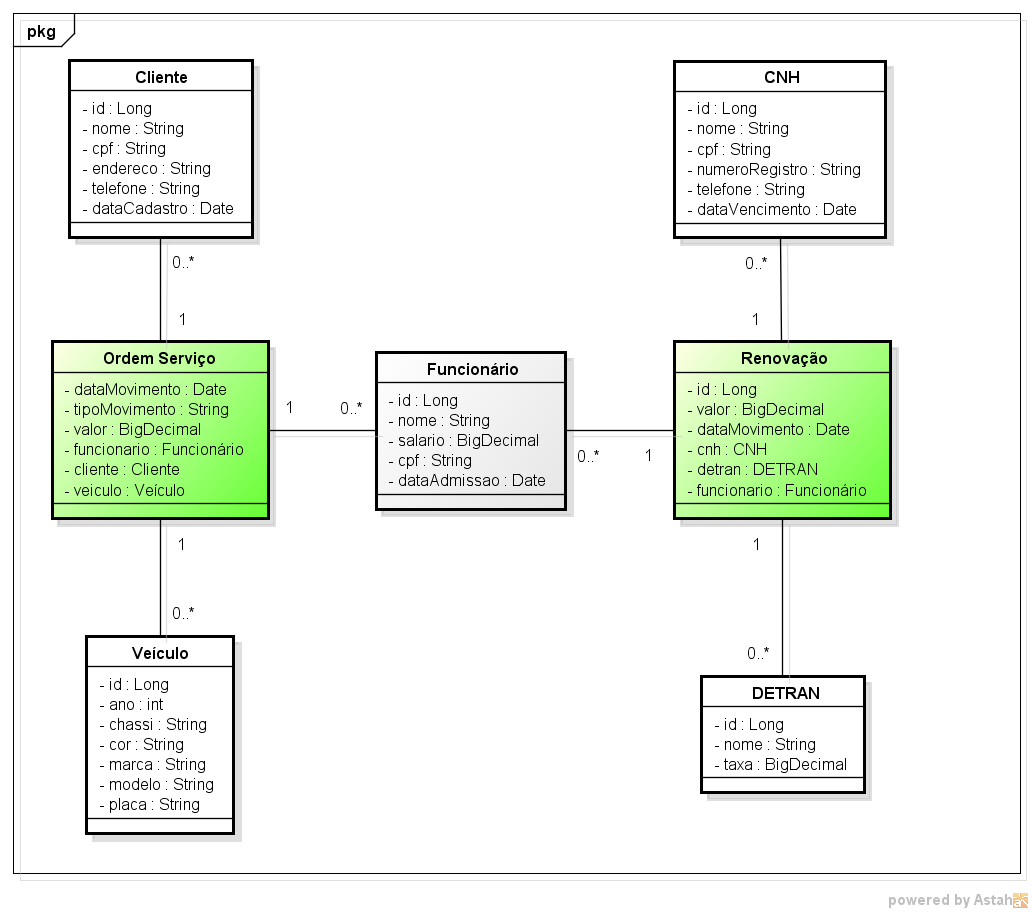 pkg
Cliente
- id : Long
- nome : String
- cpf : String
- endereco : String
- telefone : String
- dataCadastro : Date
CNH
- id : Long
- nome : String
- cpf : String
- numeroRegistro : String
- telefone : String
- dataVencimento : Date
0..*
1
0..*
1
Ordem Serviço
- dataMovimento : Date
- tipoMovimento : String
- valor : BigDecimal
- funcionario : Funcionário
- cliente : Cliente
- veiculo : Veículo
1
0..*
Funcionário
- id : Long
- nome : String
- salario : BigDecimal
- cpf : String
- dataAdmissao : Date
0..*
1
Renovação
- id : Long
- valor : BigDecimal
- dataMovimento : Date
- cnh : CNH
- detran : DETRAN
- funcionario : Funcionário
1
0..*
1
0..*
Veículo
- id : Long
- ano : int
- chassi : String
- cor : String
- marca : String
- modelo : String
- placa : String
DETRAN
- id : Long
- nome : String
- taxa : BigDecimal
powered by Astah